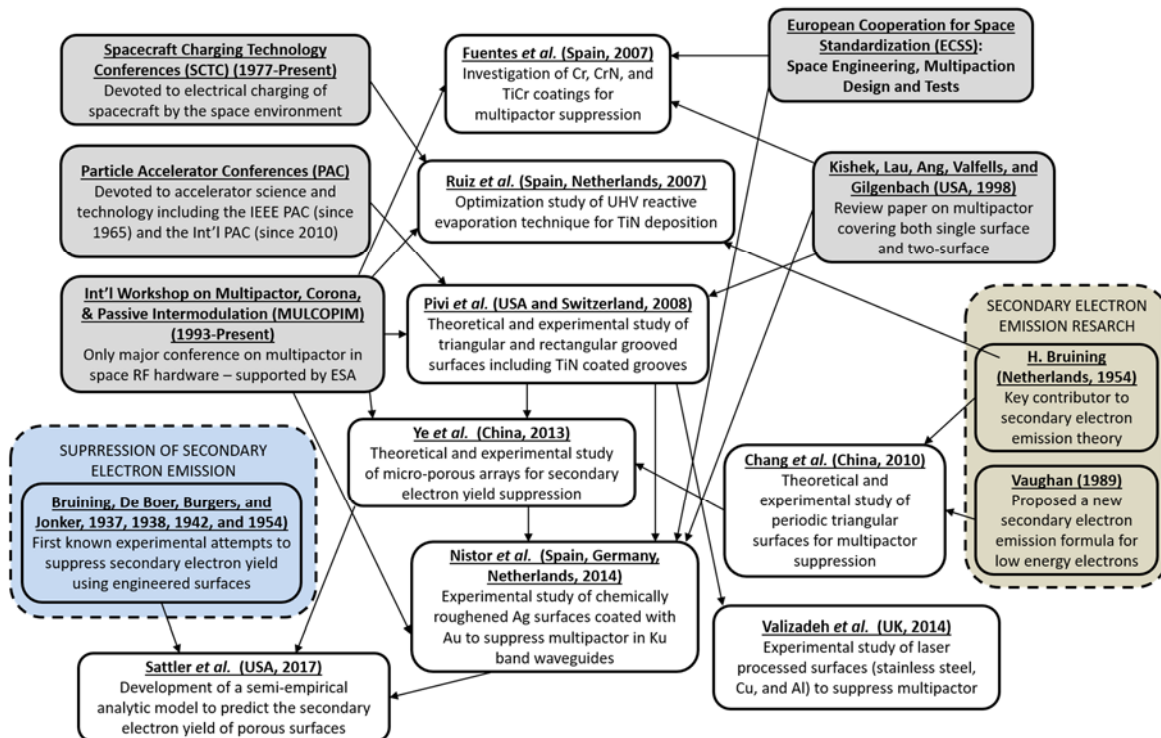 Spacecraft Charging Technology
Conferences (SCTC) (1977-Present)
Devoted to electrical charging of
spacecraft by the space environment
Fuentes et al. (Spain, 2007)
Investigation of Cr, CrN, and
TiCr coatings for
multipactor suppression
European Cooperation for Space
Standardization (ECSS):
Space Engineering, Multipaction
Design and Tests
Particle Accelerator Conferences (PAC)
Devoted to accelerator science and
technology including the IEEE PAC (since
1965) and the Int'l PAC (since 2010)
Ruiz et al. (Spain, Netherlands, 2007)
Optimization study of UHV reactive
evaporation technique for TiN deposition
Kishek, Lau, Ang, Valfells, and
Gilgenbach (USA, 1998)
Review paper on multipactor
covering both single surface
and two-surface
Int'l Workshop on Multipactor, Corona,
& Passive Intermodulation (MULCOPIM)
(1993-Present)
Only major conference on multipactor in
space RF hardware – supported by ESA
Pivi et al. (USA and Switzerland, 2008)
Theoretical and experimental study of
triangular and rectangular grooved
surfaces including TiN coated grooves
SECONDARY ELECTRON
EMISSION RESARCH
H. Bruining
(Netherlands, 1954)
Key contributor to
secondary electron
emission theory
Vaughan (1989)
Proposed a new
secondary electron
emission formula for
low energy electrons
SUPRRESSION OF SECONDARY
ELECTRON EMISSION
Bruining, De Boer, Burgers, and
Jonker, 1937, 1938, 1942, and 1954)
First known experimental attempts to
suppress secondary electron yield
using engineered surfaces
Ye et al. (China, 2013)
Theoretical and experimental study
of micro-porous arrays for secondary
electron yield suppression
Chang et al. (China, 2010)
Theoretical and
experimental study of
periodic triangular
surfaces for multipactor
suppression
Nistor et al. (Spain, Germany,
Netherlands, 2014)
Experimental study of chemically
roughened Ag surfaces coated with
Au to suppress multipactor in Ku
band waveguides
Valizadeh et al. (UK, 2014)
Experimental study of laser
processed surfaces (stainless steel,
Cu, and Al) to suppress multipactor
Sattler et al. (USA, 2017)
Development of a semi-empirical
analytic model to predict the secondary
electron yield of porous surfaces